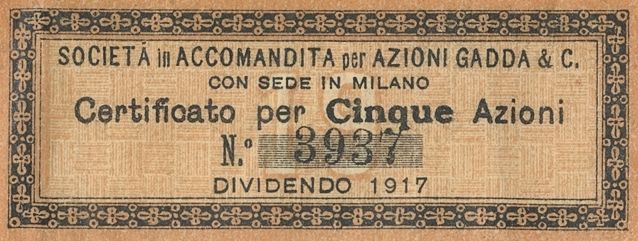 SOCIETÀ in ACCOMANDITA per AZIONI GADDA & C.
CON SEDE IN MILANO
Certificato per Cinque Azioni
N.º 3937
DIVIDENDO 1917